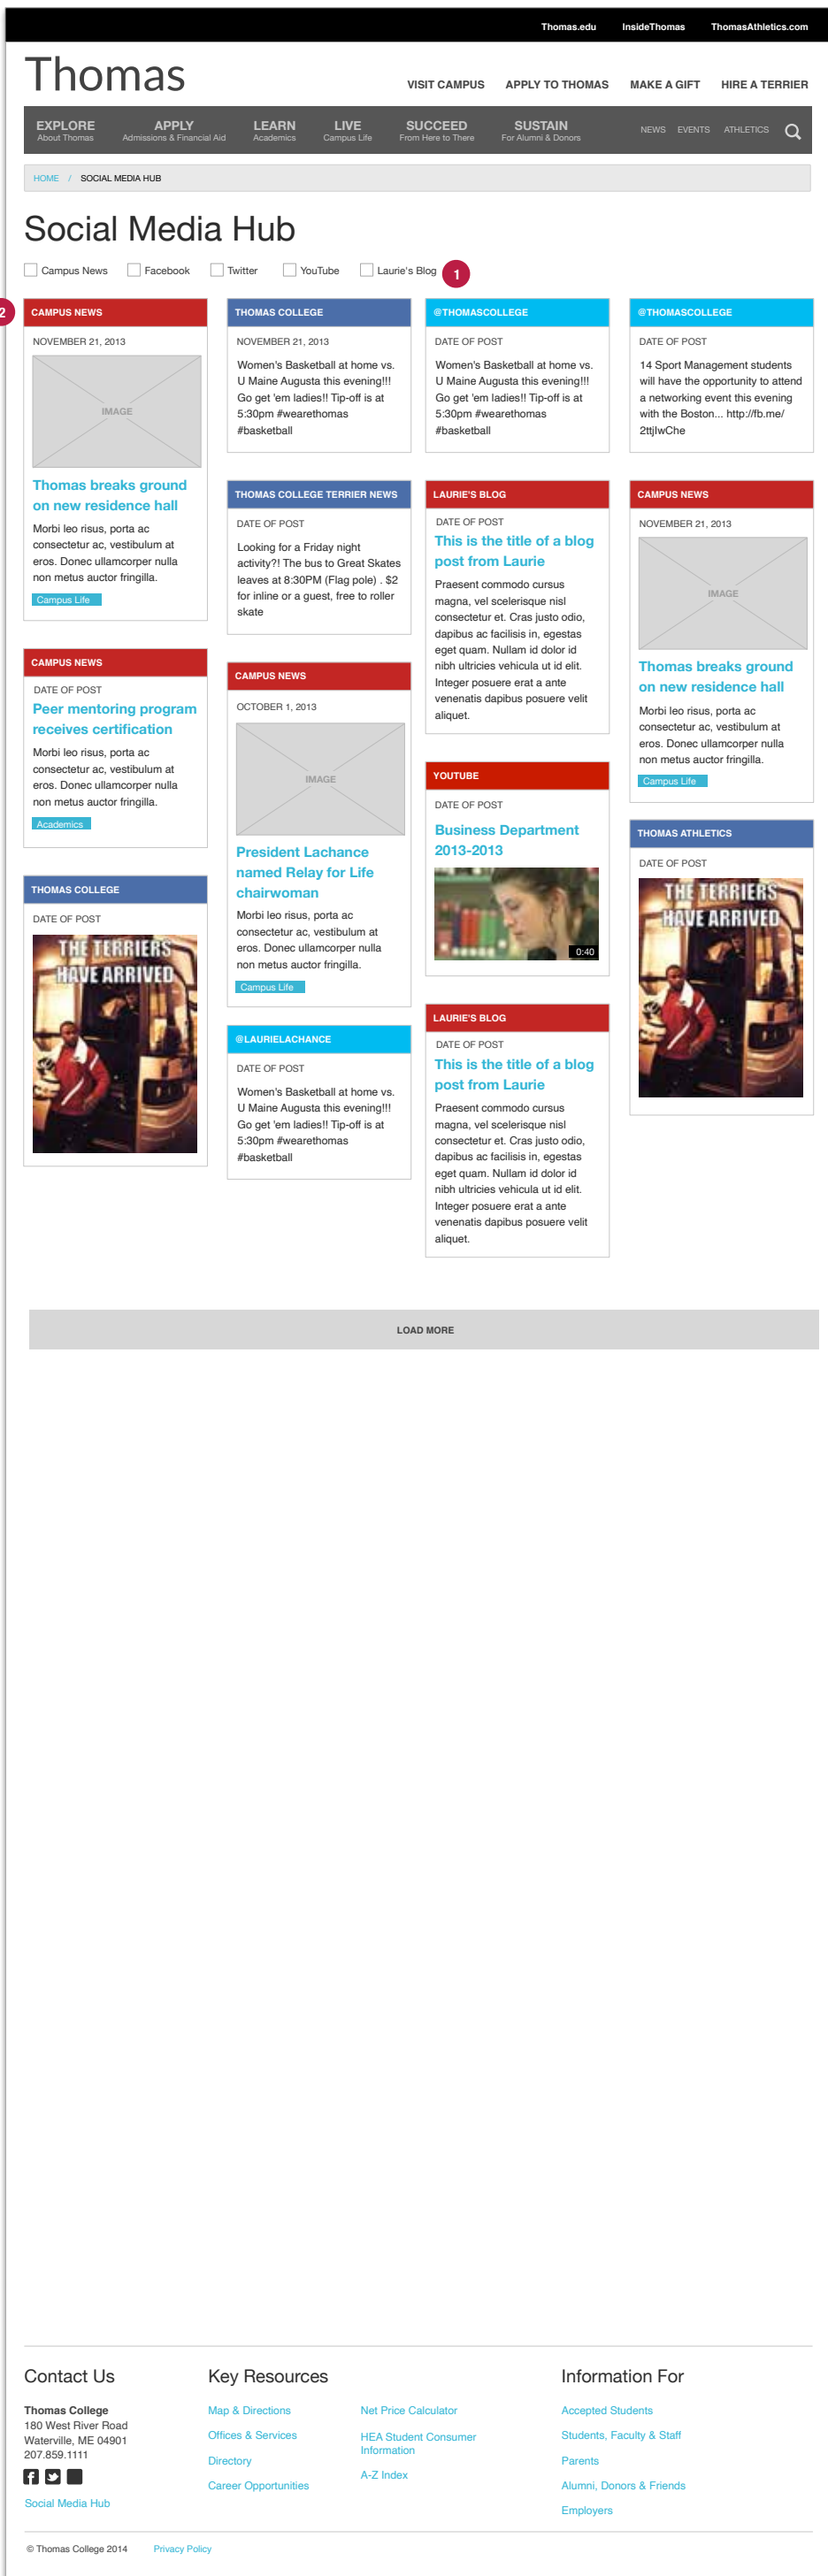 Thomas.edu InsideThomas ThomasAthletics.com
Thomas
VISIT CAMPUS APPLY TO THOMAS MAKE A GIFT HIRE A TERRIER
EXPLORE APPLY LEARN LIVE SUCCEED SUSTAIN
About Thomas Admissions & Financial Aid Academics Campus Life From Here to There For Alumni & Donors
NEWS EVENTS ATHLETICS
HOME / SOCIAL MEDIA HUB
Social Media Hub
Campus News Facebook Twitter YouTube Laurie's Blog 1
2
CAMPUS NEWS
NOVEMBER 21, 2013
IMAGE
Thomas breaks ground
on new residence hall
Morbi leo risus, porta ac
consectetur ac, vestibulum at
eros. Donec ullamcorper nulla
non metus auctor fringilla.
Campus Life
CAMPUS NEWS
DATE OF POST
Peer mentoring program
receives certification
Morbi leo risus, porta ac
consectetur ac, vestibulum at
eros. Donec ullamcorper nulla
non metus auctor fringilla.
Academics
THOMAS COLLEGE
DATE OF POST
THE TERRIERS
HAVE ARRIVED
THOMAS COLLEGE
NOVEMBER 21, 2013
Women's Basketball at home vs.
U Maine Augusta this evening!!!
Go get 'em ladies!! Tip-off is at
5:30pm #wearethomas
#basketball
THOMAS COLLEGE TERRIER NEWS
DATE OF POST
Looking for a Friday night
activity?! The bus to Great Skates
leaves at 8:30PM (Flag pole) . $2
for inline or a guest, free to roller
skate
CAMPUS NEWS
OCTOBER 1, 2013
IMAGE
President Lachance
named Relay for Life
chairwoman
Morbi leo risus, porta ac
consectetur ac, vestibulum at
eros. Donec ullamcorper nulla
non metus auctor fringilla.
Campus Life
@LAURIELACHANCE
DATE OF POST
Women's Basketball at home vs.
U Maine Augusta this evening!!!
Go get 'em ladies!! Tip-off is at
5:30pm #wearethomas
#basketball
@THOMASCOLLEGE
DATE OF POST
Women's Basketball at home vs.
U Maine Augusta this evening!!!
Go get 'em ladies!! Tip-off is at
5:30pm #wearethomas
#basketball
LAURIE'S BLOG
DATE OF POST
This is the title of a blog
post from Laurie
Praesent commodo cursus
magna, vel scelerisque nisl
consectetur et. Cras justo odio,
dapibus ac facilisis in, egestas
eget quam. Nullam id dolor id
nibh ultricies vehicula ut id elit.
Integer posuere erat a ante
venenatis dapibus posuere velit
aliquet.
YOUTUBE
DATE OF POST
Business Department
2013-2013
0:40
LAURIE'S BLOG
DATE OF POST
This is the title of a blog
post from Laurie
Praesent commodo cursus
magna, vel scelerisque nisl
consectetur et. Cras justo odio,
dapibus ac facilisis in, egestas
eget quam. Nullam id dolor id
nibh ultricies vehicula ut id elit.
Integer posuere erat a ante
venenatis dapibus posuere velit
aliquet.
@THOMASCOLLEGE
DATE OF POST
14 Sport Management students
will have the opportunity to attend
a networking event this evening
with the Boston... http://fb.me/
2ttjIwChe
CAMPUS NEWS
NOVEMBER 21, 2013
IMAGE
Thomas breaks ground
on new residence hall
Morbi leo risus, porta ac
consectetur ac, vestibulum at
eros. Donec ullamcorper nulla
non metus auctor fringilla.
Campus Life
THOMAS ATHLETICS
DATE OF POST
THE TERRIERS
HAVE ARRIVED
LOAD MORE
Contact Us
Thomas College
180 West River Road
Waterville, ME 04901
207.859.1111
Social Media Hub
Key Resources
Map & Directions
Offices & Services
Directory
Career Opportunities
Net Price Calculator
HEA Student Consumer
Information
A-Z Index
Information For
Accepted Students
Students, Faculty & Staff
Parents
Alumni, Donors & Friends
Employers
© Thomas College 2014 Privacy Policy